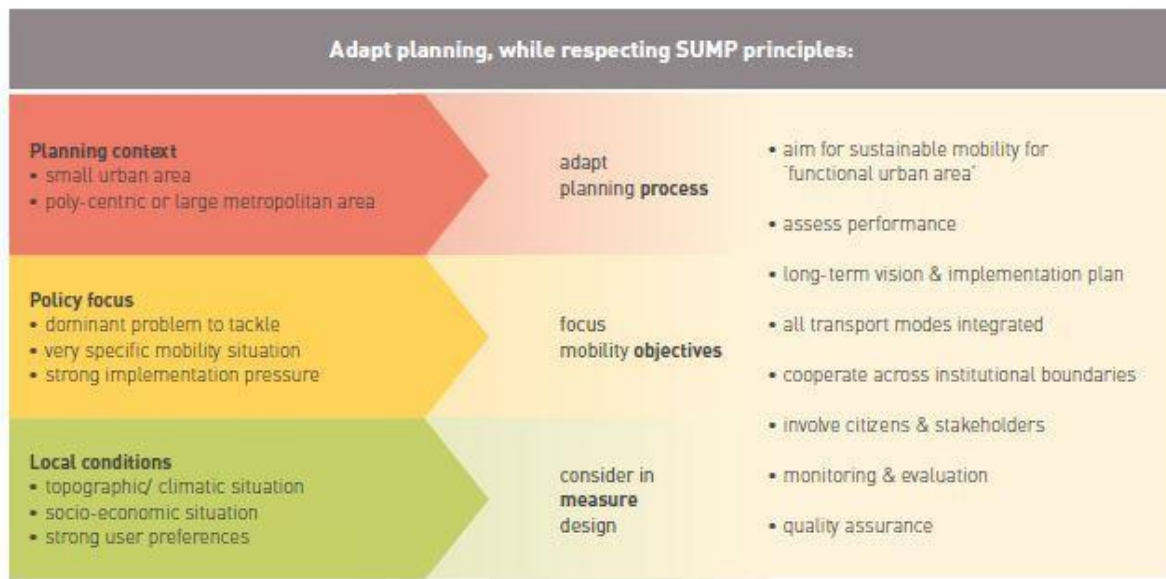 Adapt planning, while respecting SUMP principles:
Planning context
• small urban area
• poly-centric or large metropolitan area
adapt
planning process
Policy focus
• dominant problem to tackle
• very specific mobility situation
• strong implementation pressure
focus
mobility objectives
Local conditions
• topographic/ climatic situation
• socio-economic situation
• strong user preferences
consider in
measure
design
• aim for sustainable mobility for
"functional urban area"
• assess performance
• long-term vision & implementation plan
• all transport modes integrated
• cooperate across institutional boundaries
• involve citizens & stakeholders
• monitoring & evaluation
• quality assurance